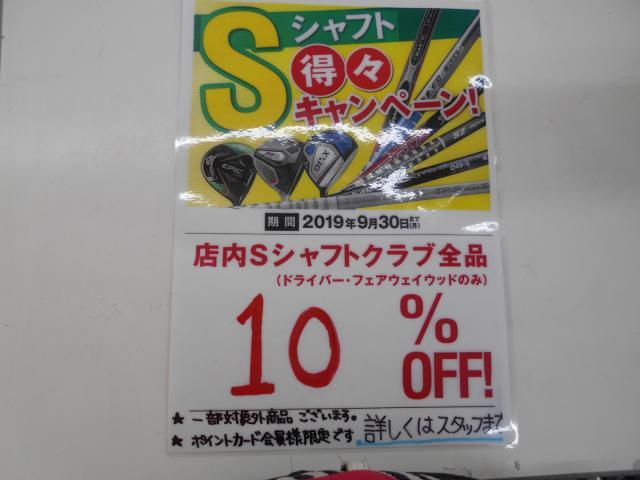 Sシャフト
得々
キャンペーン!
EPIC
XXIO
期間 2019年9月30日(月)まで
店内Sシャフトクラブ全品
(ドライバー・フェアウェイウッドのみ)
10%
OFF!
★一部対象外商品ございます。
★ポイントカード会員様限定です
詳しくはスタッフまで